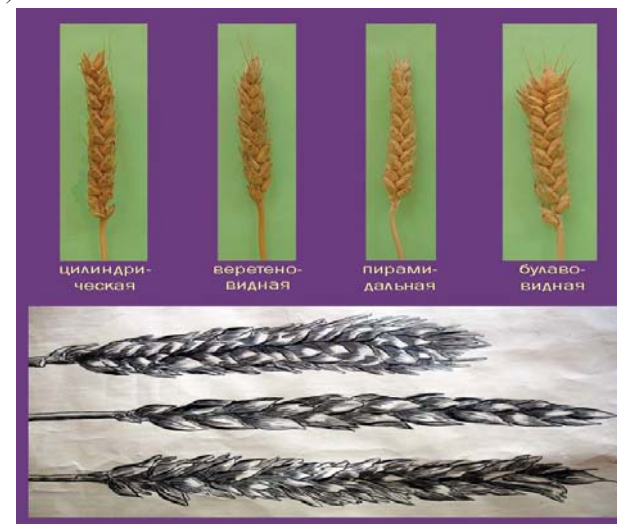 )
цилиндри-
ческая
веретено-
видная
пирами-
дальная
булаво-
видная